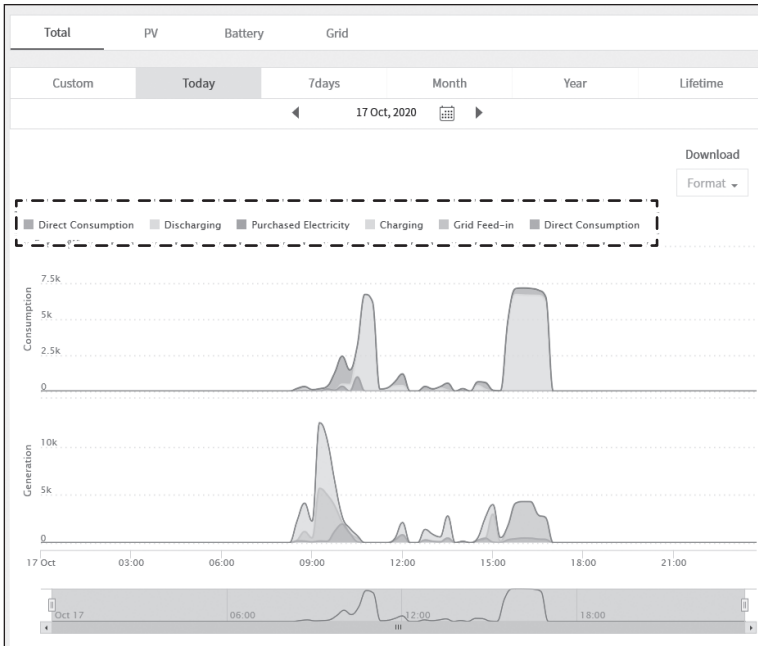 Total PV Battery Grid
Custom Today 7days Month Year Lifetime
17 Oct, 2020
Download
Format
Direct Consumption Discharging Purchased Electricity Charging Grid Feed-in Direct Consumption
Consumption
7.5k
5k
2.5k
0
Generation
10k
5k
0
17 Oct 03:00 06:00 09:00 12:00 15:00 18:00 21:00
Oct 17 06:00 12:00 18:00